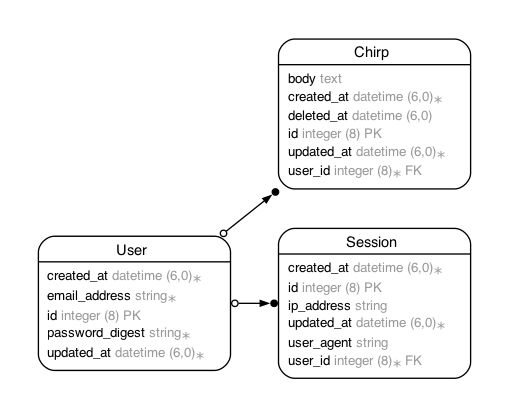 Chirp
body text
created_at datetime (6,0)∗
deleted_at datetime (6,0)
id integer (8) PK
updated_at datetime (6,0)∗
user_id integer (8)∗ FK
User
created_at datetime (6,0)∗
email_address string∗
id integer (8) PK
password_digest string∗
updated_at datetime (6,0)∗
Session
created_at datetime (6,0)∗
id integer (8) PK
ip_address string
updated_at datetime (6,0)∗
user_agent string
user_id integer (8)∗ FK